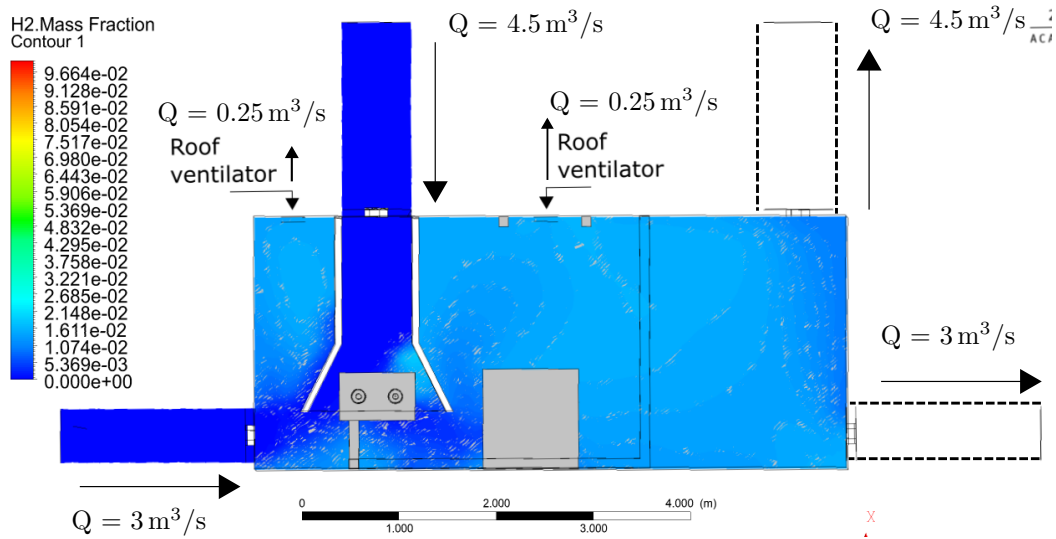 H2.Mass Fraction
Contour 1
9.664e-02
9.128e-02
8.591e-02
8.054e-02
7.517e-02
6.980e-02
6.443e-02
5.906e-02
5.369e-02
4.832e-02
4.295e-02
3.758e-02
3.221e-02
2.685e-02
2.148e-02
1.611e-02
1.074e-02
5.369e-03
0.000e+00
Q = 4.5 m³/s
Q = 4.5 m³/s
2
ACA
Q = 0.25 m³/s
Roof
ventilator
Q = 0.25 m³/s
Roof
ventilator
Q = 3 m³/s
Q = 3 m³/s
0 2.000 4.000 (m)
1.000 3.000
X